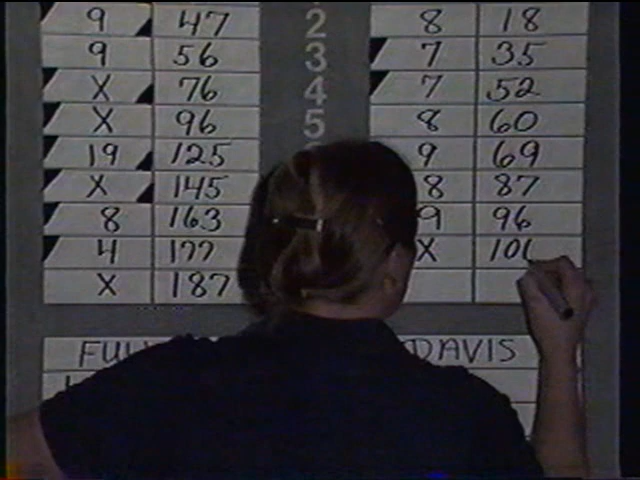 9 47 2 8 18
9 56 3 7 35
X 76 4 7 52
X 96 5 8 60
19 125 9 69
X 145 8 87
8 163 9 96
4 177 X 10
X 187
DAVIS